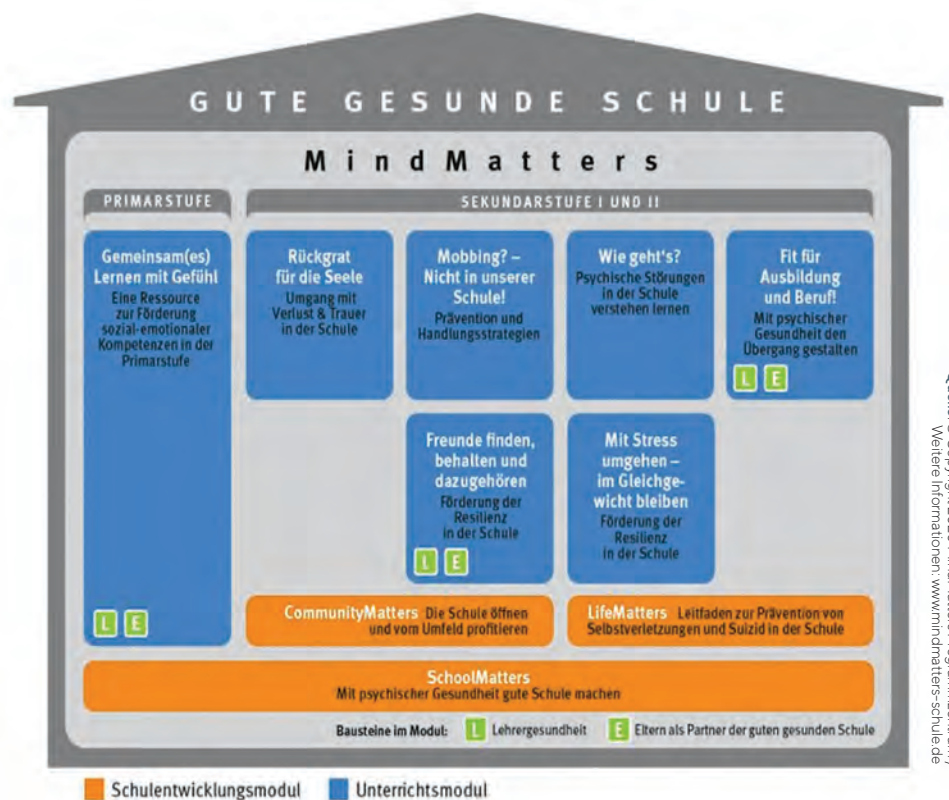 GUTE GESUNDE SCHULE
MindMatters
PRIMARSTUFE
SEKUNDARSTUFE I UND II
Gemeinsam(es)
Lernen mit Gefühl
Eine Ressource
zur Förderung
sozial-emotionaler
Kompetenzen in der
Primarstufe
L E
Rückgrat
für die Seele
Umgang mit
Verlust & Trauer
in der Schule
Mobbing? –
Nicht in unserer
Schule!
Prävention und
Handlungsstrategien
Wie geht's?
Psychische Störungen
in der Schule
verstehen lernen
Fit für
Ausbildung
und Beruf!
Mit psychischer
Gesundheit den
Übergang gestalten
L E
Freunde finden,
behalten und
dazugehören
Förderung der
Resilienz
in der Schule
L E
Mit Stress
umgehen –
im Gleichge-
wicht bleiben
Förderung der
Resilienz
in der Schule
CommunityMatters Die Schule öffnen
und vom Umfeld profitieren
LifeMatters Leitfaden zur Prävention von
Selbstverletzungen und Suizid in der Schule
SchoolMatters
Mit psychischer Gesundheit gute Schule machen
Bausteine im Modul: L Lehrergesundheit E Eltern als Partner der guten gesunden Schule
Schulentwicklungsmodul Unterrichtsmodul
Weitere Informationen: www.mindmatters-schule.de